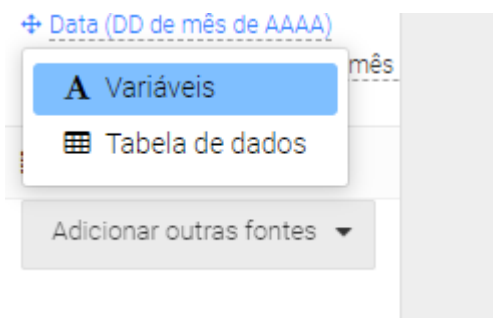 Data (DD de mês de AAAA)
mês
A Variáveis
Tabela de dados
Adicionar outras fontes